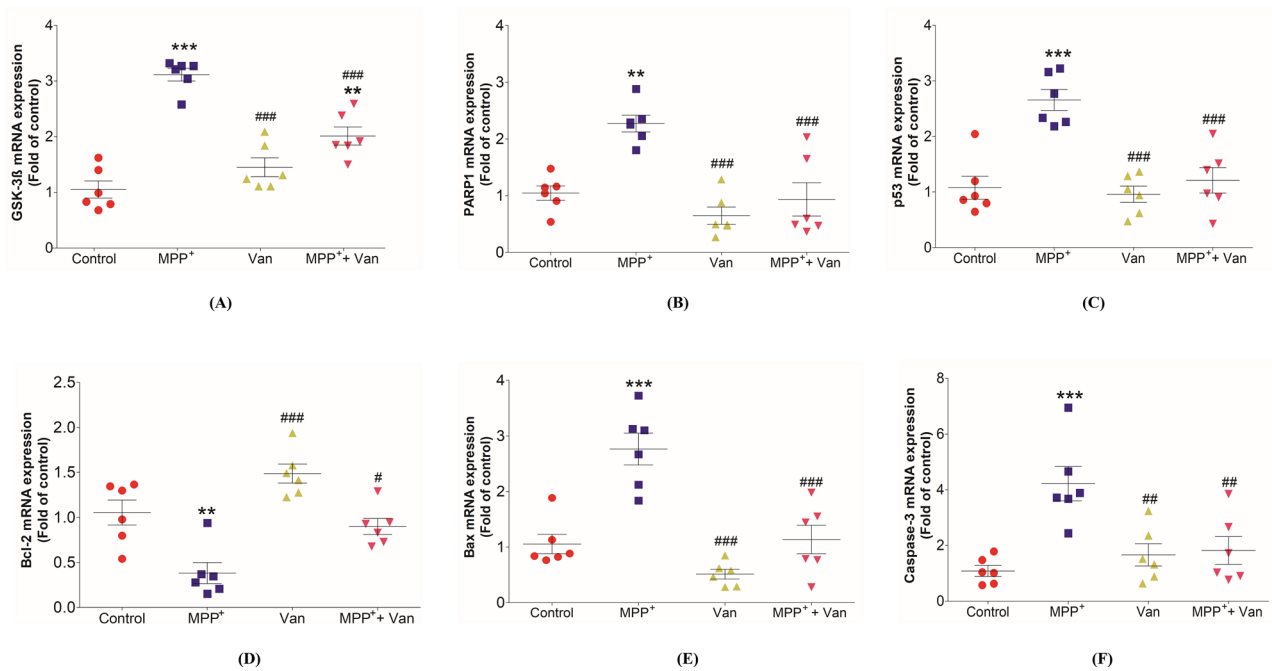 GSK-3ß mRNA expression
(Fold of control)
4
3
2
1
0
***
###
###
**
Control MPP⁺ Van MPP⁺+ Van
(A)
PARP1 mRNA expression
(Fold of control)
4
3
2
1
0
**
###
###
Control MPP⁺ Van MPP⁺+ Van
(B)
p53 mRNA expression
(Fold of control)
4
3
2
1
0
***
###
###
Control MPP⁺ Van MPP⁺+ Van
(C)
Bcl-2 mRNA expression
(Fold of control)
2.5
2.0
1.5
1.0
0.5
0.0
**
###
#
Control MPP⁺ Van MPP⁺+ Van
(D)
Bax mRNA expression
(Fold of control)
4
3
2
1
0
***
###
###
Control MPP⁺ Van MPP⁺+ Van
(E)
Caspase-3 mRNA expression
(Fold of control)
8
6
4
2
0
***
##
##
Control MPP⁺ Van MPP⁺+ Van
(F)